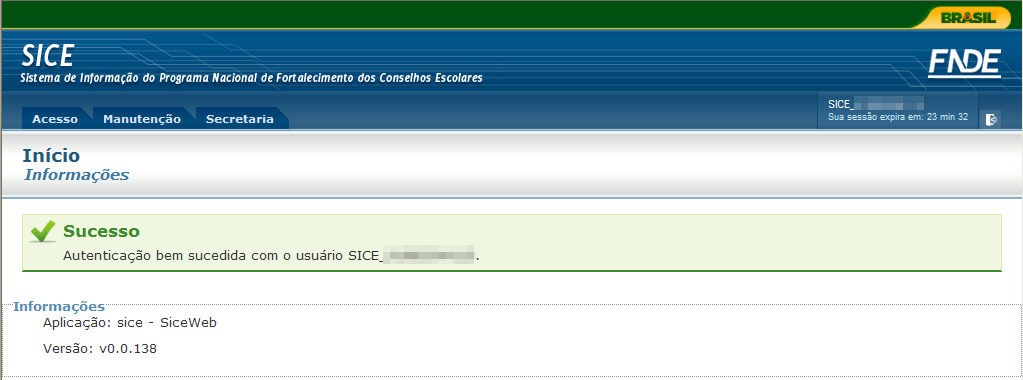 BRASIL
SICE
Sistema de Informação do Programa Nacional de Fortalecimento dos Conselhos Escolares
FNDE
Acesso Manutenção Secretaria
SICE_
Sua sessão expira em: 23 min 32
Início
Informações
Sucesso
Autenticação bem sucedida com o usuário SICE_ .
Informações
Aplicação: sice - SiceWeb
Versão: v0.0.138